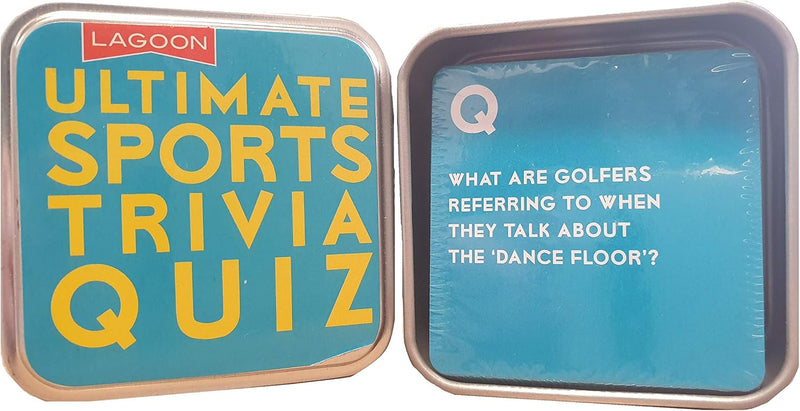 LAGOON
ULTIMATE
SPORTS
TRIVIA
QUIZ
Q
WHAT ARE GOLFERS
REFERRING TO WHEN
THEY TALK ABOUT
THE 'DANCE FLOOR'?